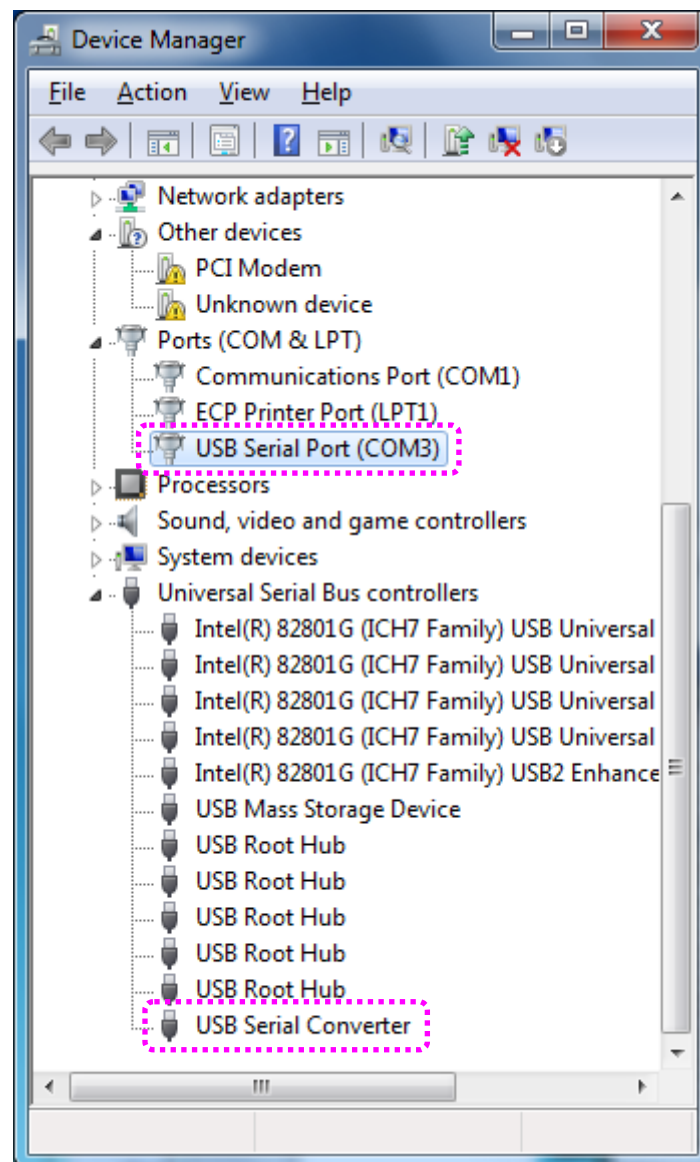 Device Manager
File Action View Help
Network adapters
Other devices
PCI Modem
Unknown device
Ports (COM & LPT)
Communications Port (COM1)
ECP Printer Port (LPT1)
USB Serial Port (COM3)
Processors
Sound, video and game controllers
System devices
Universal Serial Bus controllers
Intel(R) 82801G (ICH7 Family) USB Universal
Intel(R) 82801G (ICH7 Family) USB Universal
Intel(R) 82801G (ICH7 Family) USB Universal
Intel(R) 82801G (ICH7 Family) USB Universal
Intel(R) 82801G (ICH7 Family) USB2 Enhance
USB Mass Storage Device
USB Root Hub
USB Root Hub
USB Root Hub
USB Root Hub
USB Root Hub
USB Serial Converter